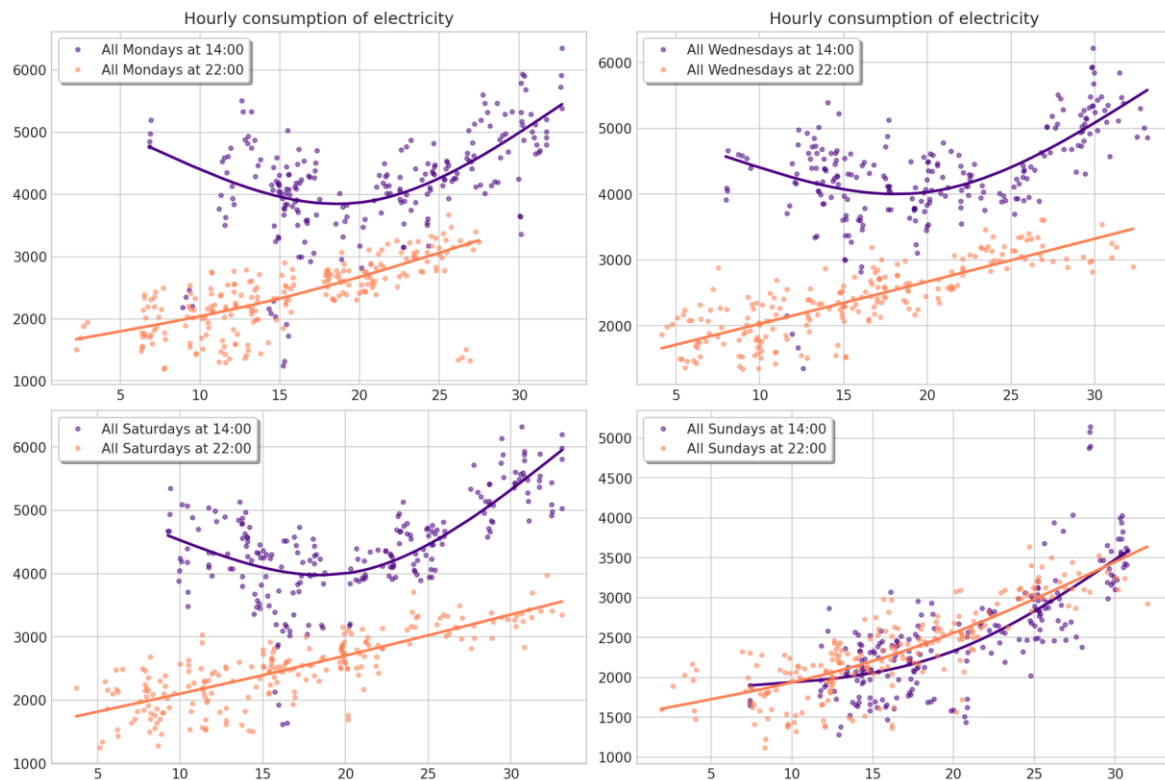 Hourly consumption of electricity
All Mondays at 14:00
All Mondays at 22:00
6000
5000
4000
3000
2000
1000
5 10 15 20 25 30
Hourly consumption of electricity
All Wednesdays at 14:00
All Wednesdays at 22:00
6000
5000
4000
3000
2000
5 10 15 20 25 30
All Saturdays at 14:00
All Saturdays at 22:00
6000
5000
4000
3000
2000
1000
5 10 15 20 25 30
All Sundays at 14:00
All Sundays at 22:00
5000
4500
4000
3500
3000
2500
2000
1500
1000
5 10 15 20 25 30